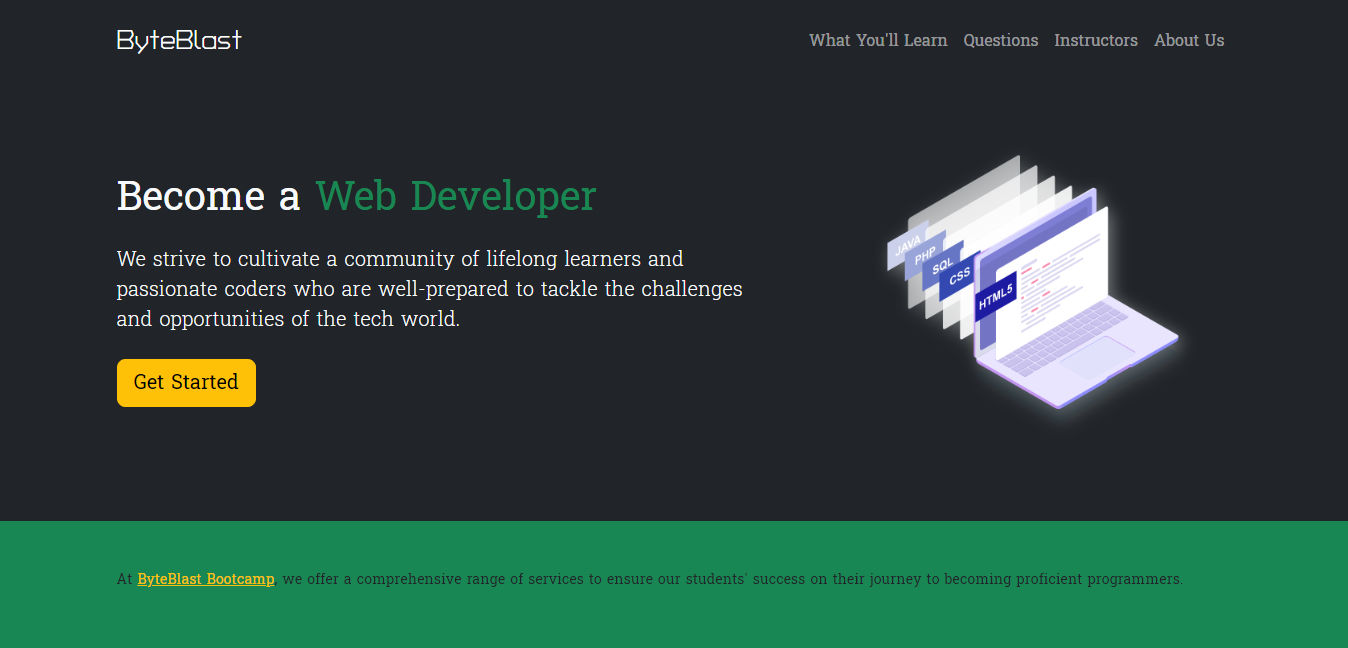 ByteBlast
What You'll Learn Questions Instructors About Us
Become a Web Developer
We strive to cultivate a community of lifelong learners and
passionate coders who are well-prepared to tackle the challenges
and opportunities of the tech world.
Get Started
JAVA
PHP
SQL
CSS
HTML5
At ByteBlast Bootcamp, we offer a comprehensive range of services to ensure our students' success on their journey to becoming proficient programmers.